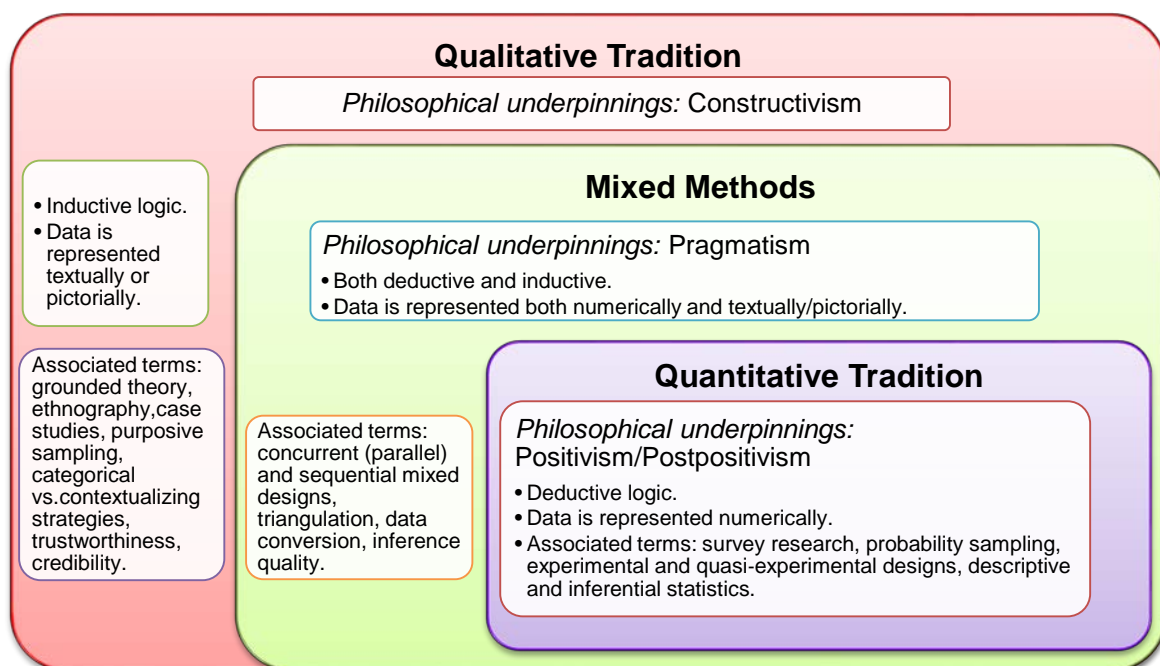 Qualitative Tradition
Philosophical underpinnings: Constructivism
• Inductive logic.
• Data is
represented
textually or
pictorially.
Associated terms:
grounded theory,
ethnography,case
studies, purposive
sampling,
categorical
vs.contextualizing
strategies,
trustworthiness,
credibility.
Mixed Methods
Philosophical underpinnings: Pragmatism
• Both deductive and inductive.
• Data is represented both numerically and textually/pictorially.
Associated terms:
concurrent (parallel)
and sequential mixed
designs,
triangulation, data
conversion, inference
quality.
Quantitative Tradition
Philosophical underpinnings:
Positivism/Postpositivism
• Deductive logic.
• Data is represented numerically.
• Associated terms: survey research, probability sampling,
experimental and quasi-experimental designs, descriptive
and inferential statistics.